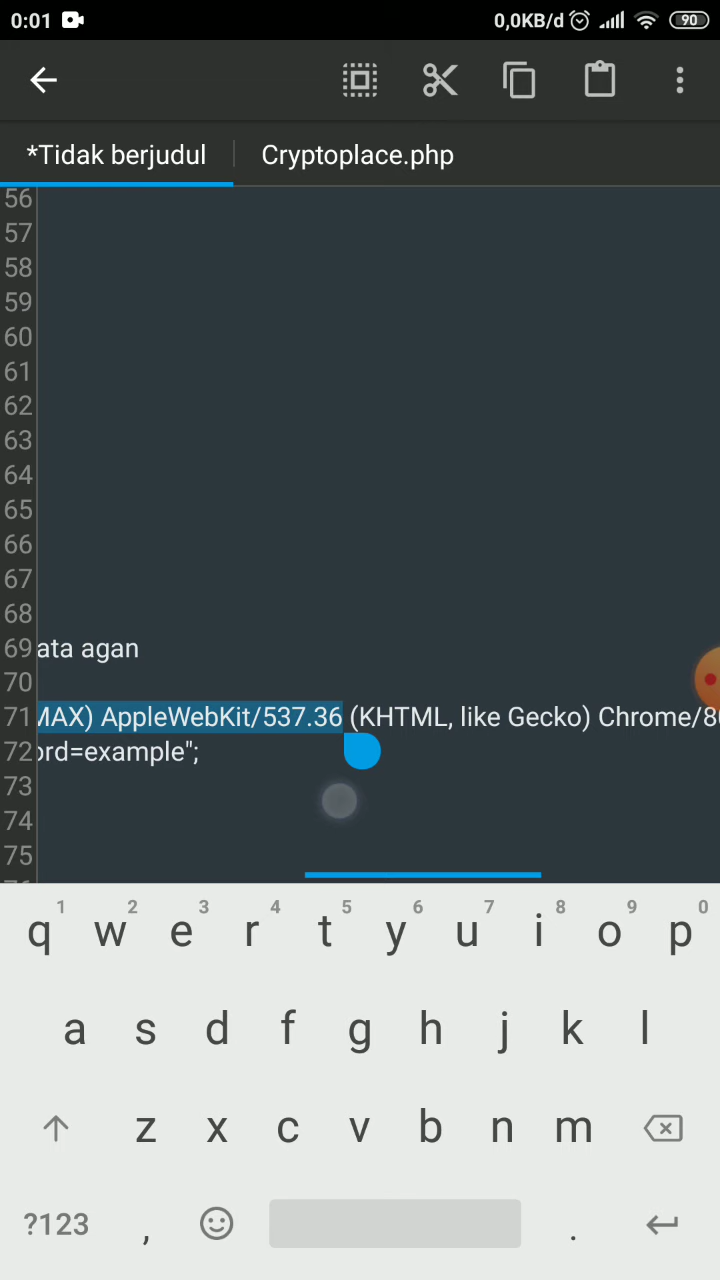 0:01 0,0KB/d 90
*Tidak berjudul Cryptoplace.php
56
57
58
59
60
61
62
63
64
65
66
67
68
69 ata agan
70
71 MAX) AppleWebKit/537.36 (KHTML, like Gecko) Chrome/80
72 ord=example";
73
74
75
q 1 w 2 e 3 r 4 t 5 y 6 u 7 i 8 o 9 p 0
a s d f g h j k l
z x c v b n m
?123 , .